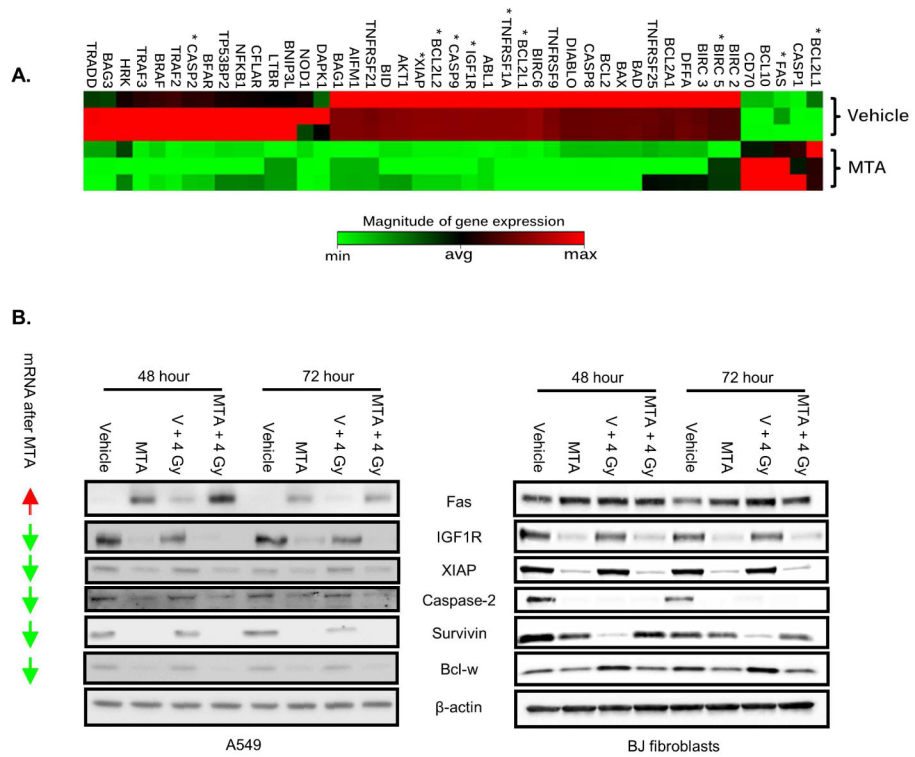 A.
TRADD
BAG3
HRK
TRAF3
BRAF
TRAF2
* CASP2
BFAR
TP53BP2
NFKB1
CFLAR
LTBR
BNIP3L
NOD1
DAPK1
BAG1
AIFM1
TNFRSF21
BID
AKT1
*XIAP
* BCL2L2
* CASP9
* IGF1R
ABL1
* TNFRSF1A
* BCL2L1
BIRC6
TNFRSF9
DIABLO
CASP8
BCL2
BAX
BAD
TNFRSF25
BCL2A1
DFFA
BIRC 3
* BIRC 5
BIRC 2
CD70
BCL10
* FAS
CASP1
* BCL2L1
Vehicle
MTA
Magnitude of gene expression
min avg max
B.
mRNA after MTA
48 hour 72 hour
Vehicle
MTA
V + 4 Gy
MTA + 4 Gy
Vehicle
MTA
V + 4 Gy
MTA + 4 Gy
48 hour 72 hour
Vehicle
MTA
V + 4 Gy
MTA + 4 Gy
Vehicle
MTA
V + 4 Gy
MTA + 4 Gy
Fas
IGF1R
XIAP
Caspase-2
Survivin
Bcl-w
β-actin
A549
BJ fibroblasts